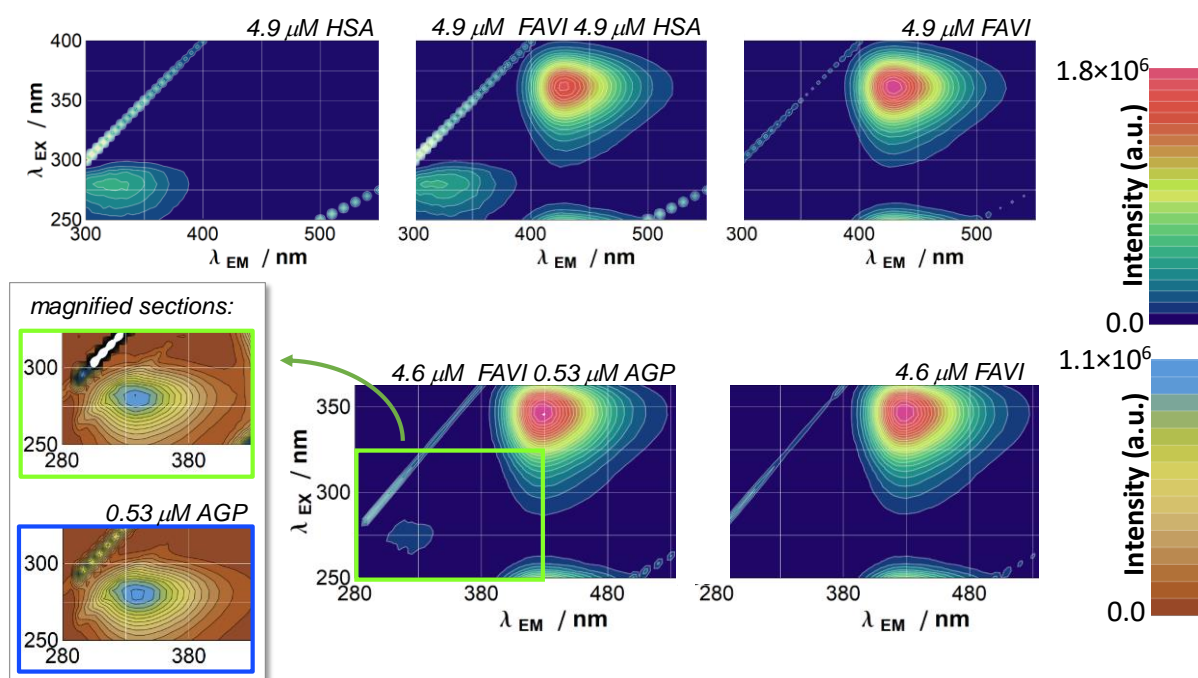 4.9 μM HSA
4.9 μM FAVI 4.9 μM HSA
4.9 μM FAVI
400
350
300
250
λ EX / nm
300 400 500
300 400 500
300 400 500
λ EM / nm
λ EM / nm
λ EM / nm
1.8×10⁶
Intensity (a.u.)
0.0
magnified sections:
300
250
280 380
0.53 μM AGP
300
250
280 380
4.6 μM FAVI 0.53 μM AGP
4.6 μM FAVI
350
300
250
λ EX / nm
280 380 480
280 380 480
λ EM / nm
λ EM / nm
1.1×10⁶
Intensity (a.u.)
0.0